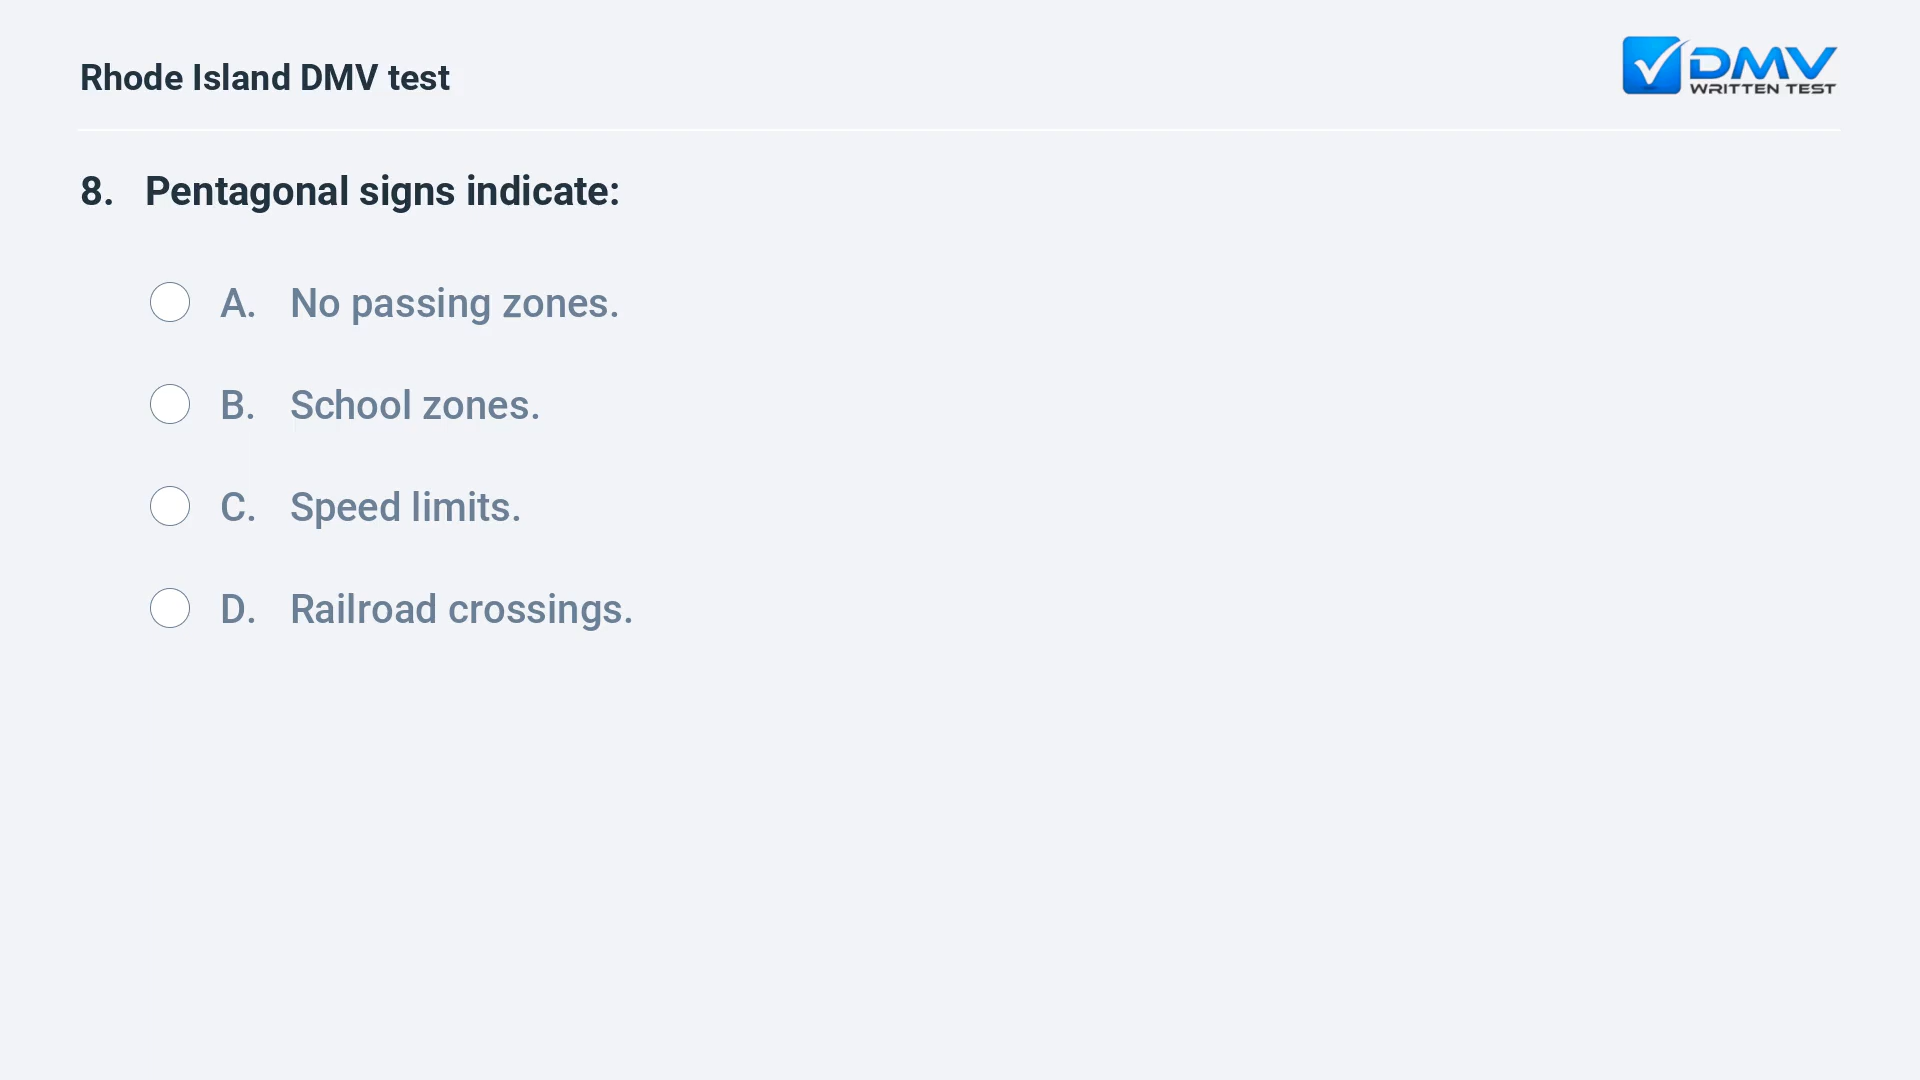 Rhode Island DMV test
DMV
WRITTEN TEST
8. Pentagonal signs indicate:
A. No passing zones.
B. School zones.
C. Speed limits.
D. Railroad crossings.